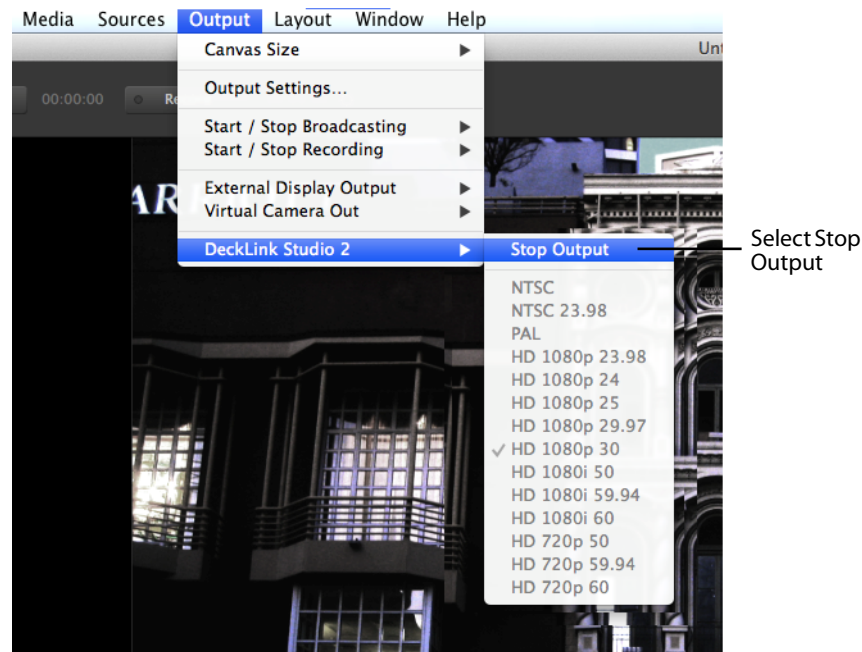 Media Sources Output Layout Window Help
Canvas Size
Output Settings...
Start / Stop Broadcasting
Start / Stop Recording
External Display Output
Virtual Camera Out
DeckLink Studio 2
Unt
00:00:00
Re
AR
Stop Output
NTSC
NTSC 23.98
PAL
HD 1080p 23.98
HD 1080p 24
HD 1080p 25
HD 1080p 29.97
HD 1080p 30
HD 1080i 50
HD 1080i 59.94
HD 1080i 60
HD 720p 50
HD 720p 59.94
HD 720p 60
Select Stop
Output